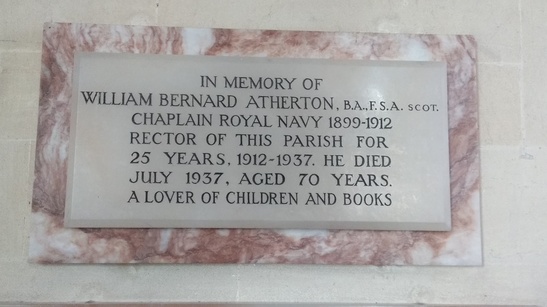 IN MEMORY OF
WILLIAM BERNARD ATHERTON, B.A., F.S.A. SCOT.
CHAPLAIN ROYAL NAVY 1899-1912
RECTOR OF THIS PARISH FOR
25 YEARS, 1912-1937. HE DIED
JULY 1937, AGED 70 YEARS.
A LOVER OF CHILDREN AND BOOKS